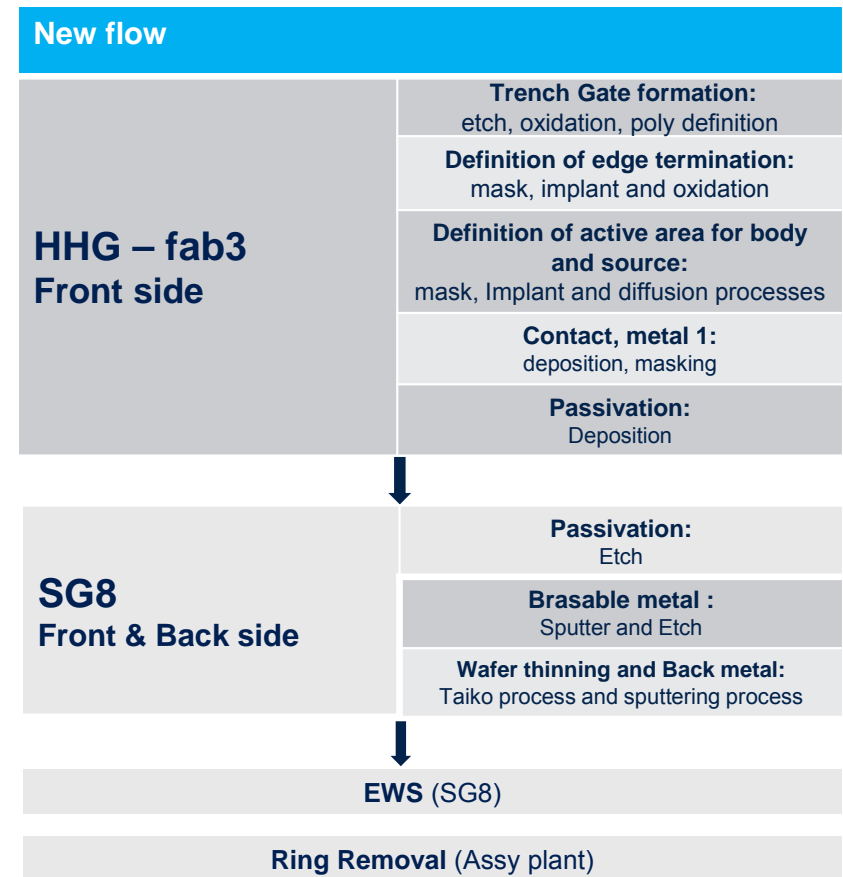 New flow
HHG – fab3
Front side
Trench Gate formation:
etch, oxidation, poly definition
Definition of edge termination:
mask, implant and oxidation
Definition of active area for body
and source:
mask, Implant and diffusion processes
Contact, metal 1:
deposition, masking
Passivation:
Deposition
SG8
Front & Back side
Passivation:
Etch
Brasable metal :
Sputter and Etch
Wafer thinning and Back metal:
Taiko process and sputtering process
EWS (SG8)
Ring Removal (Assy plant)